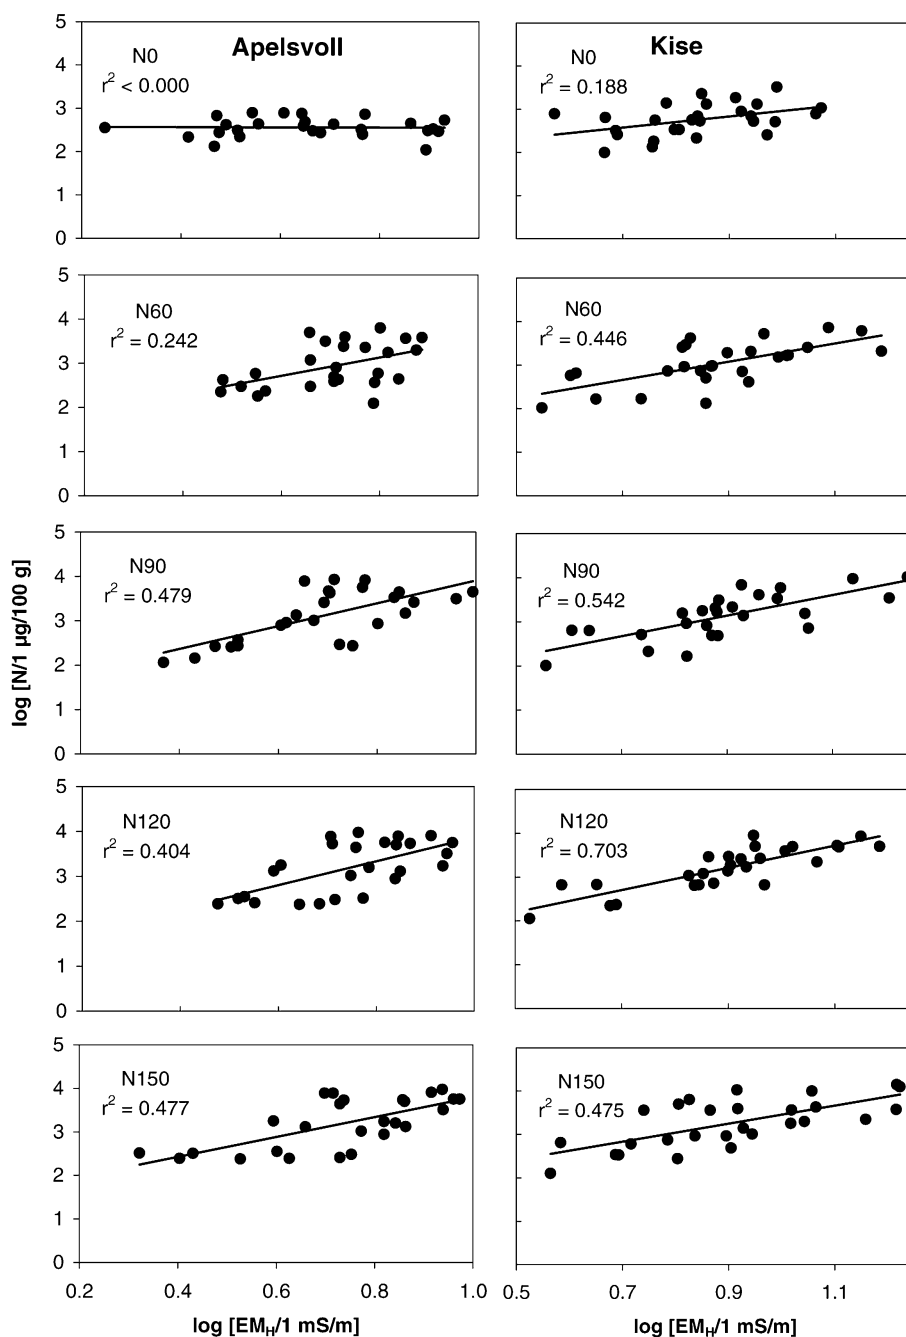 Apelsvoll
Kise
5
4
3
2
1
0
N0
r² < 0.000
N0
r² = 0.188
5
4
3
2
1
0
N60
r² = 0.242
N60
r² = 0.446
log [N/1 µg/100 g]
5
4
3
2
1
0
N90
r² = 0.479
N90
r² = 0.542
5
4
3
2
1
0
N120
r² = 0.404
N120
r² = 0.703
5
4
3
2
1
0
N150
r² = 0.477
N150
r² = 0.475
0.2 0.4 0.6 0.8 1.0
0.5 0.7 0.9 1.1
log [EM_H/1 mS/m]
log [EM_H/1 mS/m]